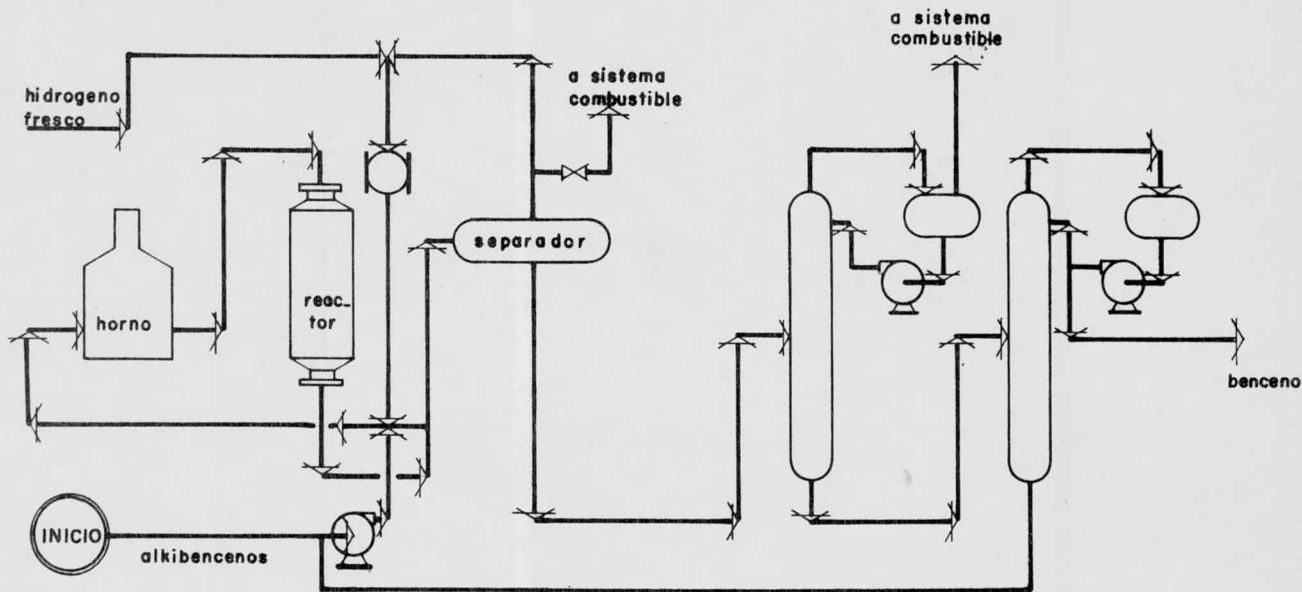 a sistema
combustible
a sistema
combustible
hidrogeno
fresco
separador
horno
reac_
tor
benceno
INICIO
alkibencenos